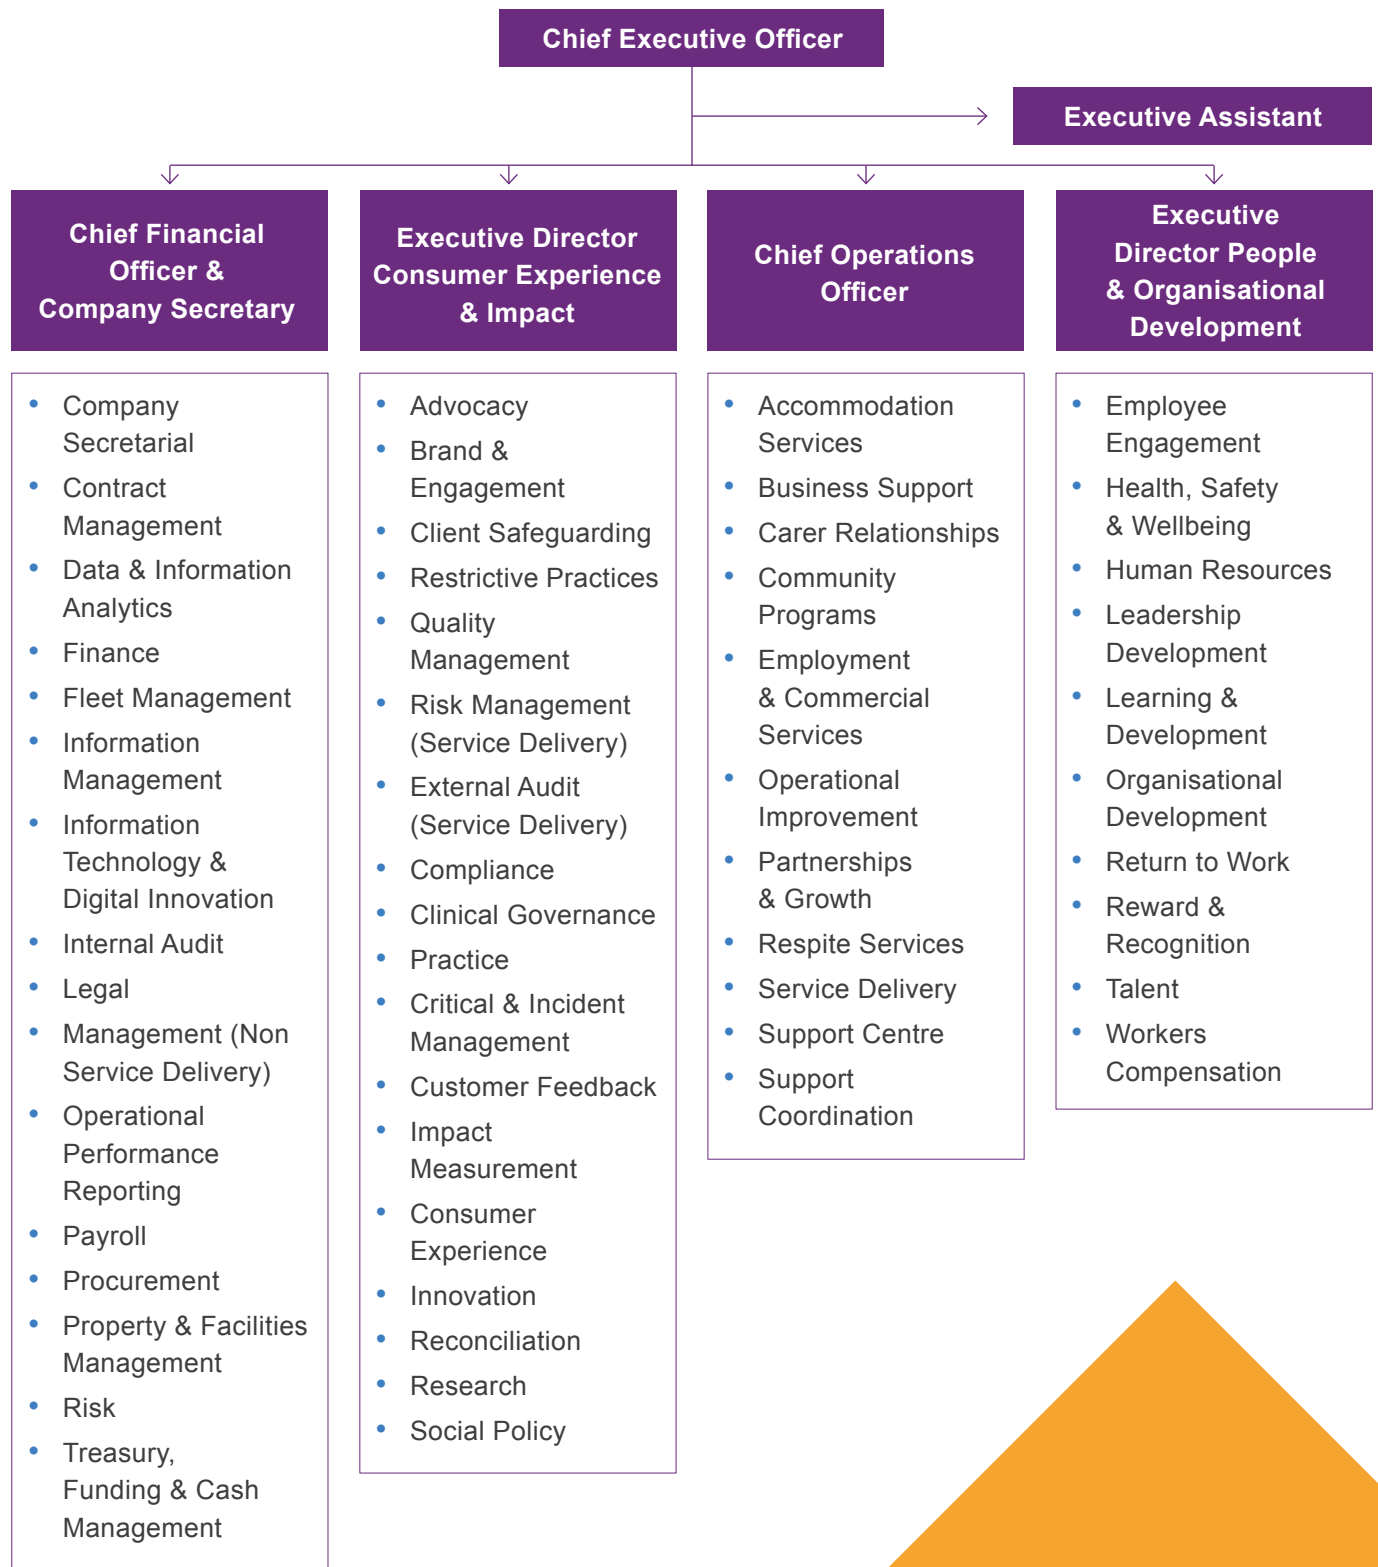 Chief Executive Officer
Executive Assistant
Chief Financial
Officer &
Company Secretary
Executive Director
Consumer Experience
& Impact
Chief Operations
Officer
Executive
Director People
& Organisational
Development
• Company
Secretarial
• Contract
Management
• Data & Information
Analytics
• Finance
• Fleet Management
• Information
Management
• Information
Technology &
Digital Innovation
• Internal Audit
• Legal
• Management (Non
Service Delivery)
• Operational
Performance
Reporting
• Payroll
• Procurement
• Property & Facilities
Management
• Risk
• Treasury,
Funding & Cash
Management
• Advocacy
• Brand &
Engagement
• Client Safeguarding
• Restrictive Practices
• Quality
Management
• Risk Management
(Service Delivery)
• External Audit
(Service Delivery)
• Compliance
• Clinical Governance
• Practice
• Critical & Incident
Management
• Customer Feedback
• Impact
Measurement
• Consumer
Experience
• Innovation
• Reconciliation
• Research
• Social Policy
• Accommodation
Services
• Business Support
• Carer Relationships
• Community
Programs
• Employment
& Commercial
Services
• Operational
Improvement
• Partnerships
& Growth
• Respite Services
• Service Delivery
• Support Centre
• Support
Coordination
• Employee
Engagement
• Health, Safety
& Wellbeing
• Human Resources
• Leadership
Development
• Learning &
Development
• Organisational
Development
• Return to Work
• Reward &
Recognition
• Talent
• Workers
Compensation